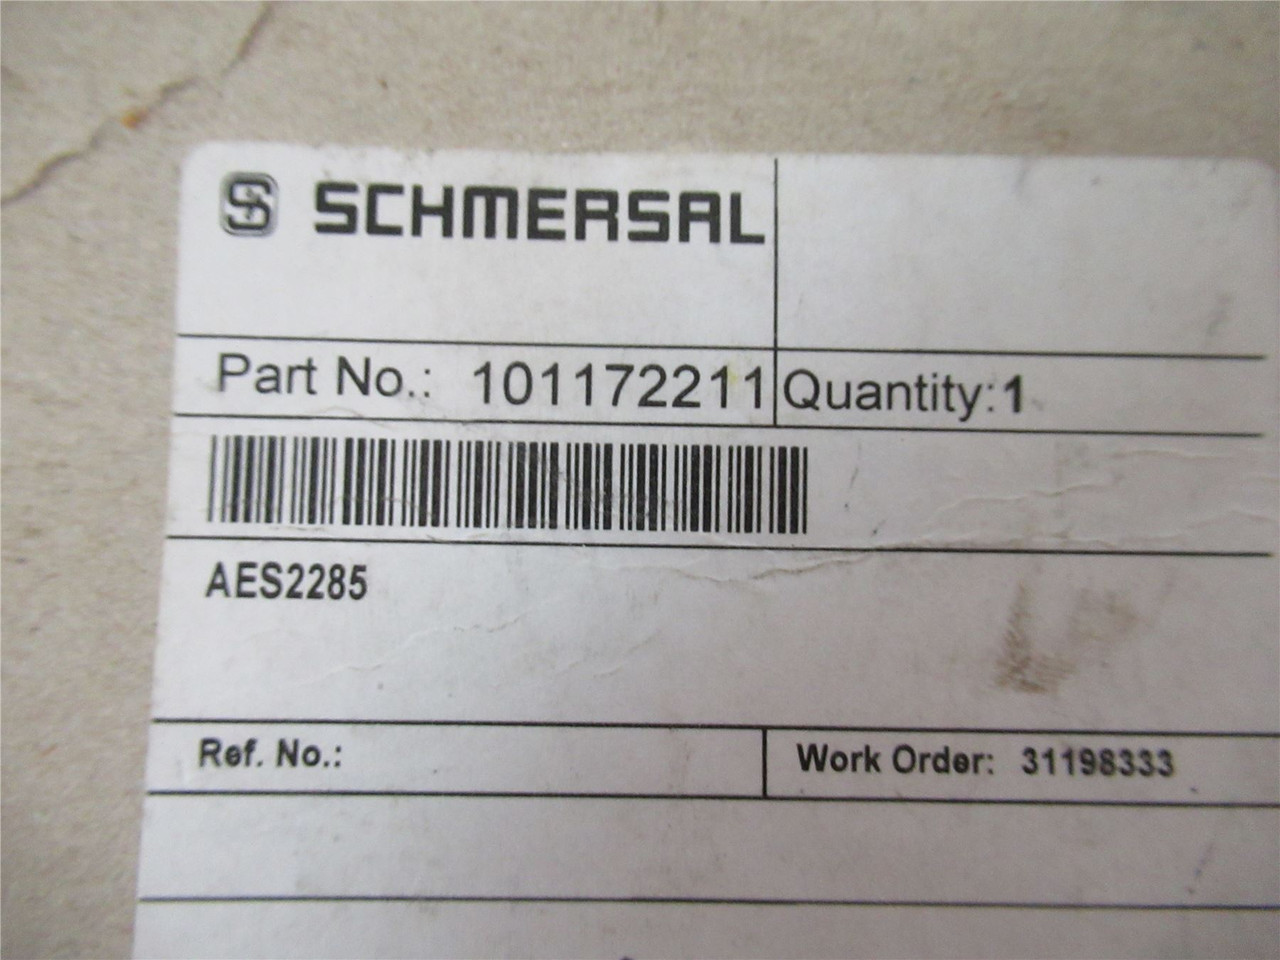 SCHMERSAL
Part No.: 101172211 Quantity:1
AES2285
Ref. No.: Work Order: 31198333